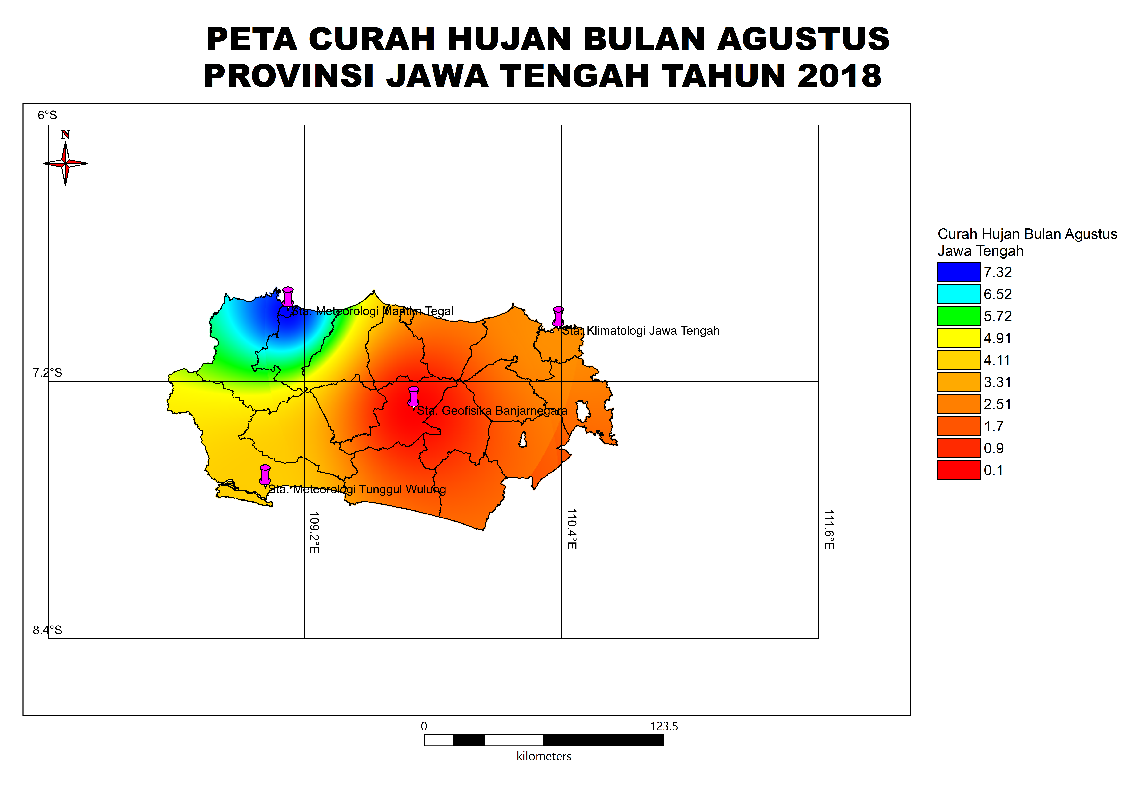 PETA CURAH HUJAN BULAN AGUSTUS
PROVINSI JAWA TENGAH TAHUN 2018
6°S
N
Curah Hujan Bulan Agustus
Jawa Tengah
7.32
6.52
5.72
4.91
4.11
3.31
2.51
1.7
0.9
0.1
Sta. Meteorologi Maritim Tegal
Sta. Klimatologi Jawa Tengah
7.2°S
Sta. Geofisika Banjarnegara
Sta. Meteorologi Tunggul Wulung
109.2°E
110.4°E
111.6°E
8.4°S
0
123.5
kilometers